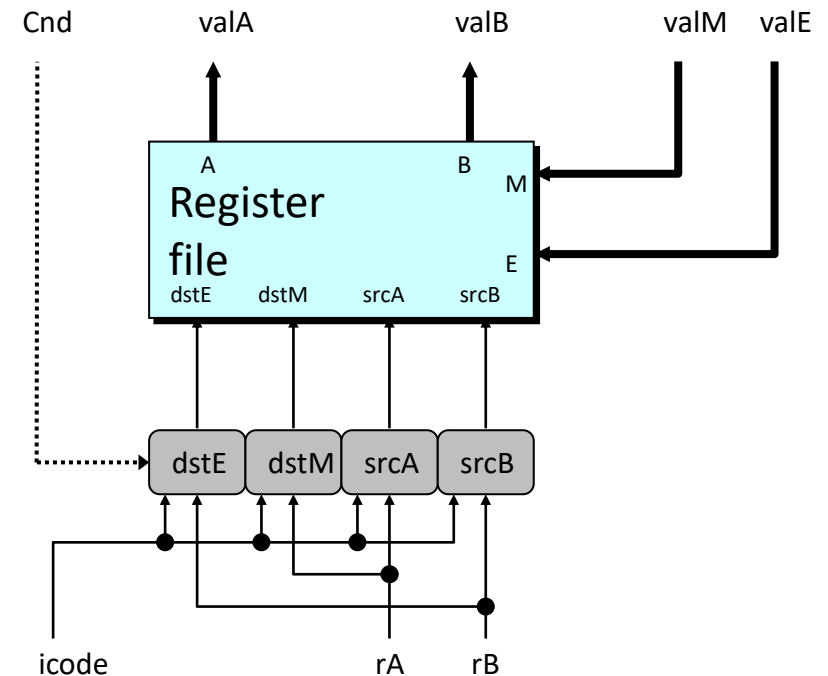 Cnd valA valB valM valE
A B
M
Register
file
E
dstE dstM srcA srcB
dstE dstM srcA srcB
icode rA rB